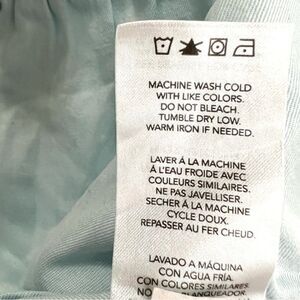 MACHINE WASH COLD
WITH LIKE COLORS.
DO NOT BLEACH.
TUMBLE DRY LOW.
WARM IRON IF NEEDED.
LAVER Á LA MACHINE
Á L'EAU FROIDE AVEC
COULEURS SIMILAIRES.
NE PAS JAVELLISER.
SECHER Á LA MACHINE
CYCLE DOUX.
REPASSER AU FER CHEUD.
LAVADO A MÁQUINA
CON AGUA FRÍA.
CON COLORES SIMILARES
NO BLANQUEADOR.